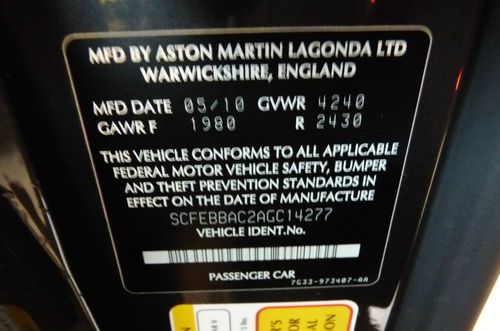 MFD BY ASTON MARTIN LAGONDA LTD
WARWICKSHIRE, ENGLAND
MFD DATE 05/10 GVWR 4240
GAWR F 1980 R 2430
THIS VEHICLE CONFORMS TO ALL APPLICABLE
FEDERAL MOTOR VEHICLE SAFETY, BUMPER
AND THEFT PREVENTION STANDARDS IN
EFFECT ON THE DATE OF MANUFACTURE
SCFEBBAC2AGC14277
VEHICLE IDENT.No.
PASSENGER CAR
7G33-973407-AA